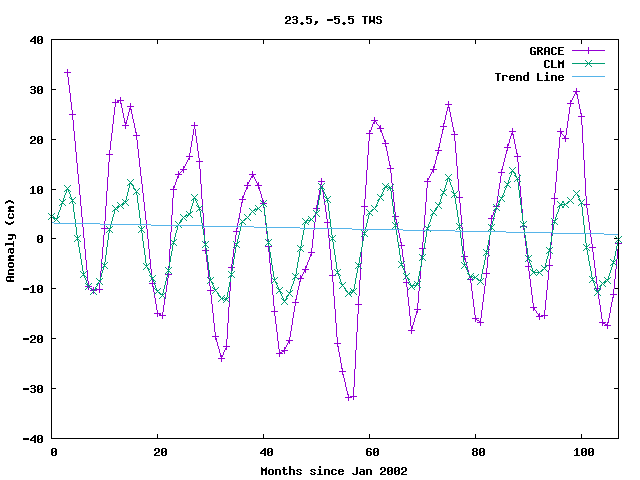 23.5, -5.5 TWS
GRACE
CLM
Trend Line
40
30
20
10
0
-10
-20
-30
-40
Anomaly (cm)
0 20 40 60 80 100
Months since Jan 2002